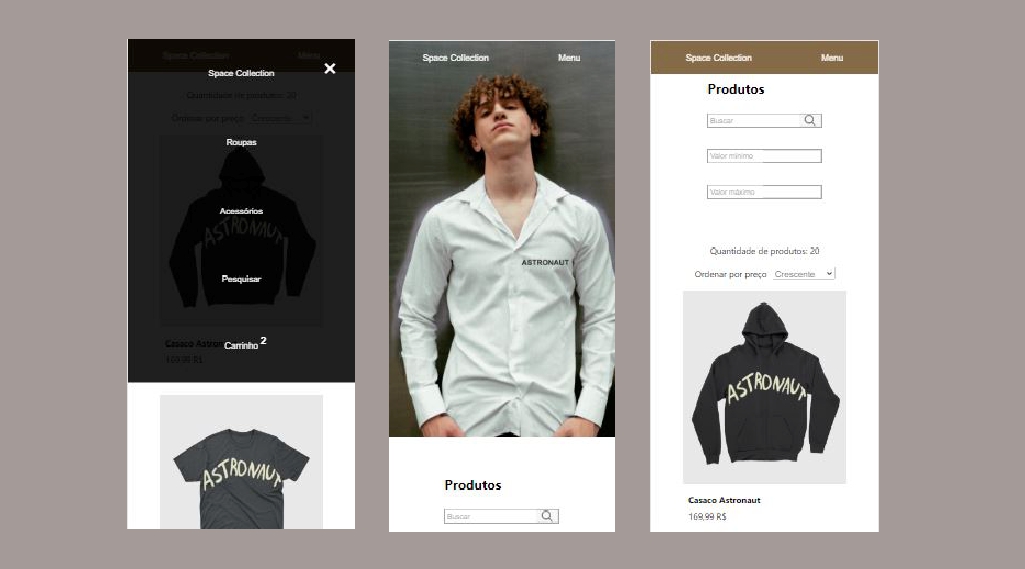 Space Collection
Menu
Quantidade de produtos: 20
Ordenar por preço Crescente
Space Collection
×
Roupas
Acessórios
Pesquisar
Carrinho 2
ASTRONAUT
Casaco Astron
169,99 R$
ASTRONAUT
Space Collection
Menu
ASTRONAUT
Produtos
Buscar
Space Collection
Menu
Produtos
Buscar
Valor mínimo
Valor máximo
Quantidade de produtos: 20
Ordenar por preço Crescente
ASTRONAUT
Casaco Astronaut
169,99 R$